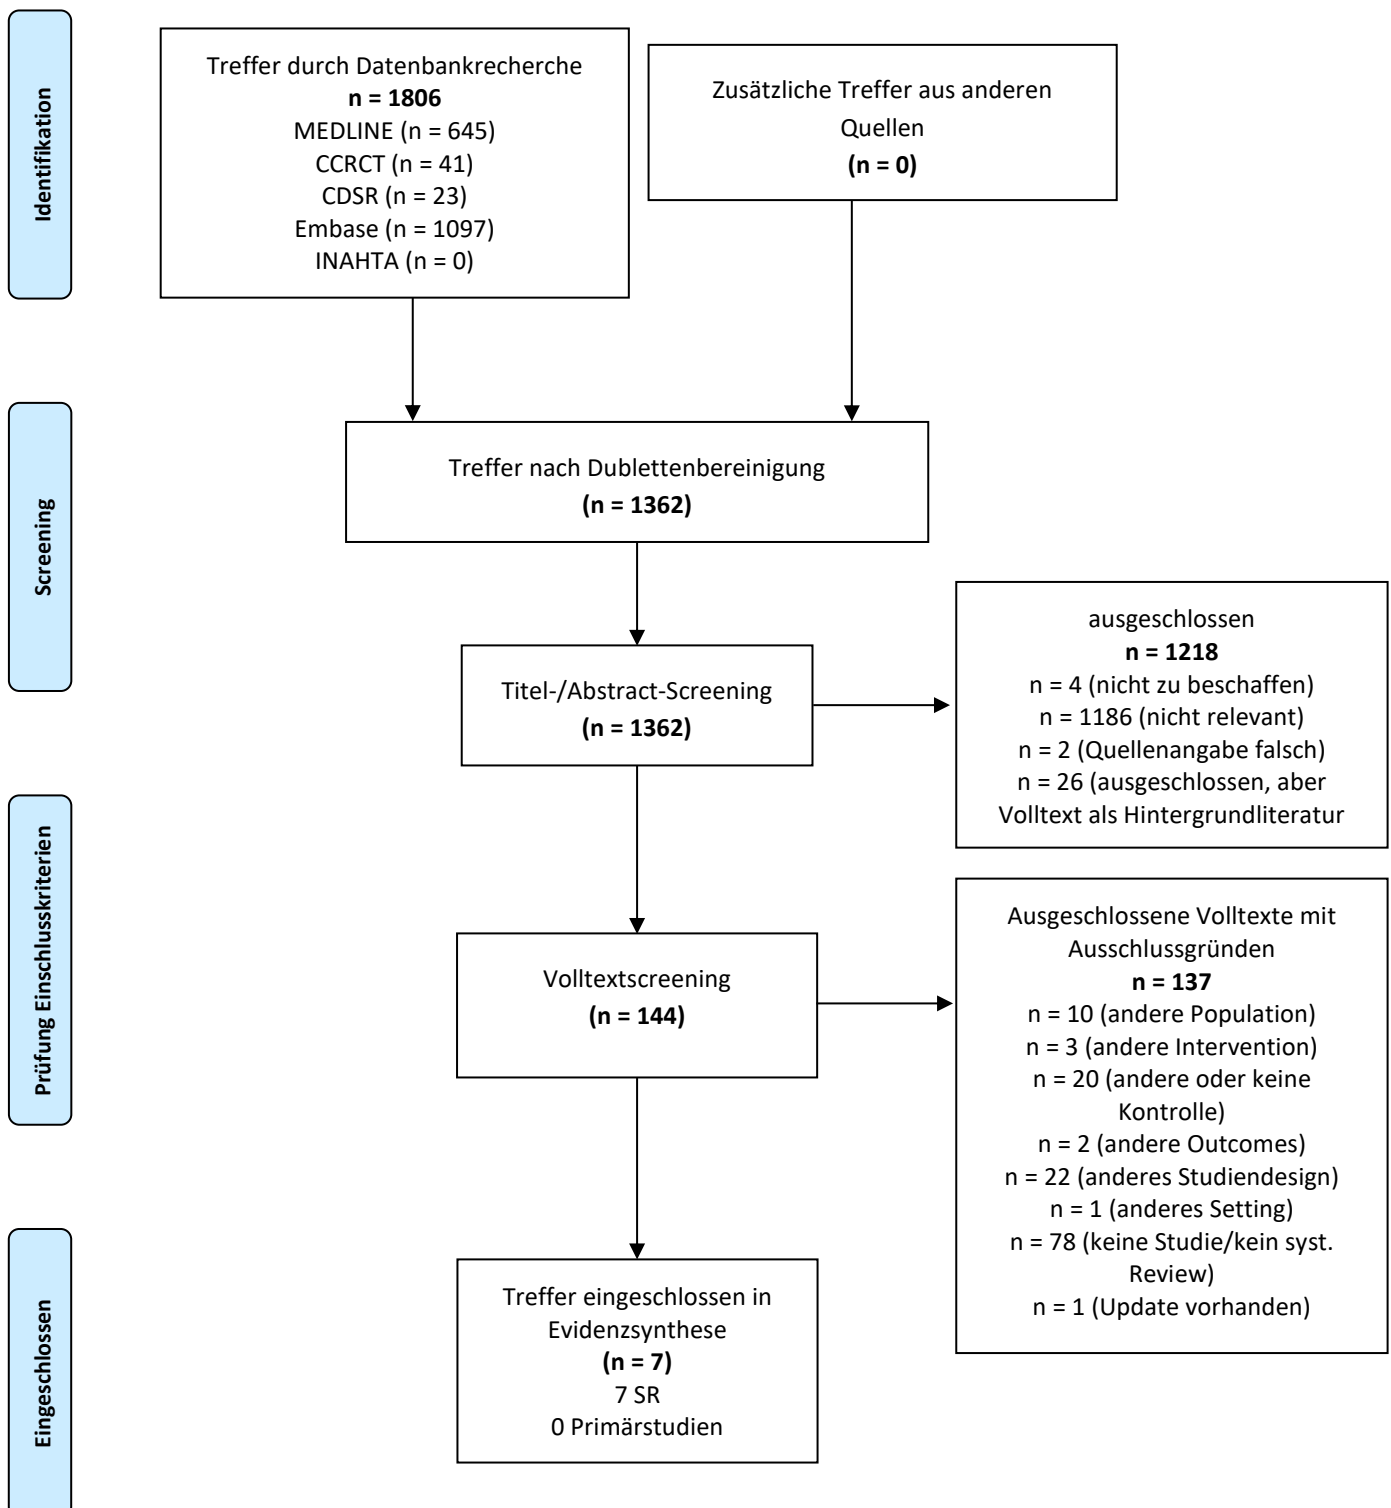 Identifikation
Treffer durch Datenbankrecherche
n = 1806
MEDLINE (n = 645)
CCRCT (n = 41)
CDSR (n = 23)
Embase (n = 1097)
INAHTA (n = 0)
Zusätzliche Treffer aus anderen
Quellen
(n = 0)
Screening
Treffer nach Dublettenbereinigung
(n = 1362)
Titel-/Abstract-Screening
(n = 1362)
ausgeschlossen
n = 1218
n = 4 (nicht zu beschaffen)
n = 1186 (nicht relevant)
n = 2 (Quellenangabe falsch)
n = 26 (ausgeschlossen, aber
Volltext als Hintergrundliteratur
Prüfung Einschlusskriterien
Volltextscreening
(n = 144)
Ausgeschlossene Volltexte mit
Ausschlussgründen
n = 137
n = 10 (andere Population)
n = 3 (andere Intervention)
n = 20 (andere oder keine
Kontrolle)
n = 2 (andere Outcomes)
n = 22 (anderes Studiendesign)
n = 1 (anderes Setting)
n = 78 (keine Studie/kein syst.
Review)
n = 1 (Update vorhanden)
Eingeschlossen
Treffer eingeschlossen in
Evidenzsynthese
(n = 7)
7 SR
0 Primärstudien